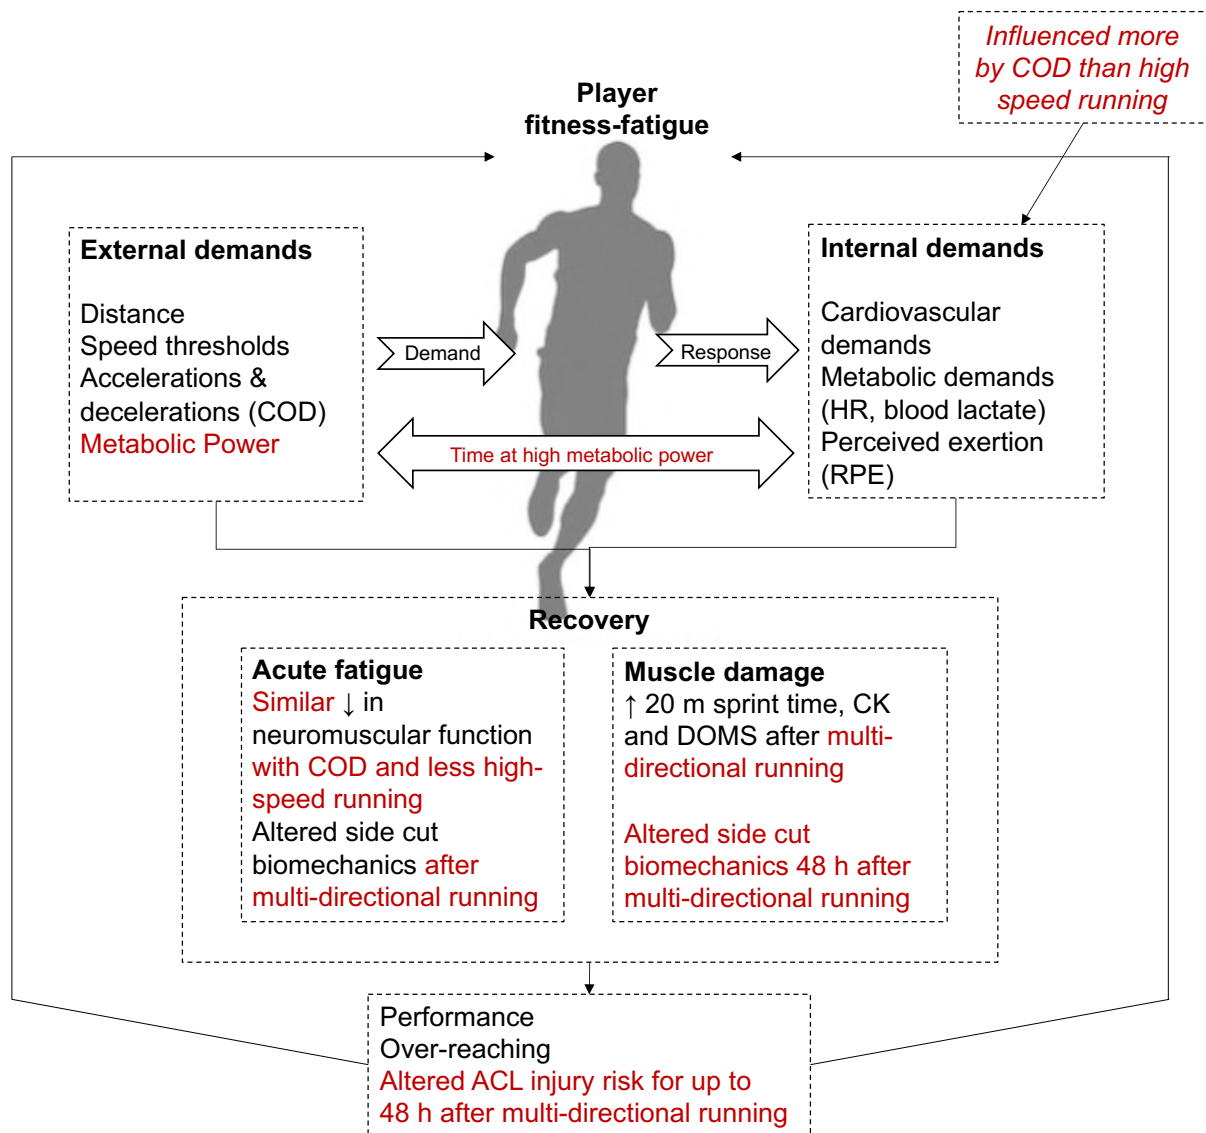 Influenced more
by COD than high
speed running
Player
fitness-fatigue
External demands
Distance
Speed thresholds
Accelerations &
decelerations (COD)
Metabolic Power
Demand
Response
Time at high metabolic power
Internal demands
Cardiovascular
demands
Metabolic demands
(HR, blood lactate)
Perceived exertion
(RPE)
Recovery
Acute fatigue
Similar ↓ in
neuromuscular function
with COD and less high-
speed running
Altered side cut
biomechanics after
multi-directional running
Muscle damage
↑ 20 m sprint time, CK
and DOMS after multi-
directional running
Altered side cut
biomechanics 48 h after
multi-directional running
Performance
Over-reaching
Altered ACL injury risk for up to
48 h after multi-directional running